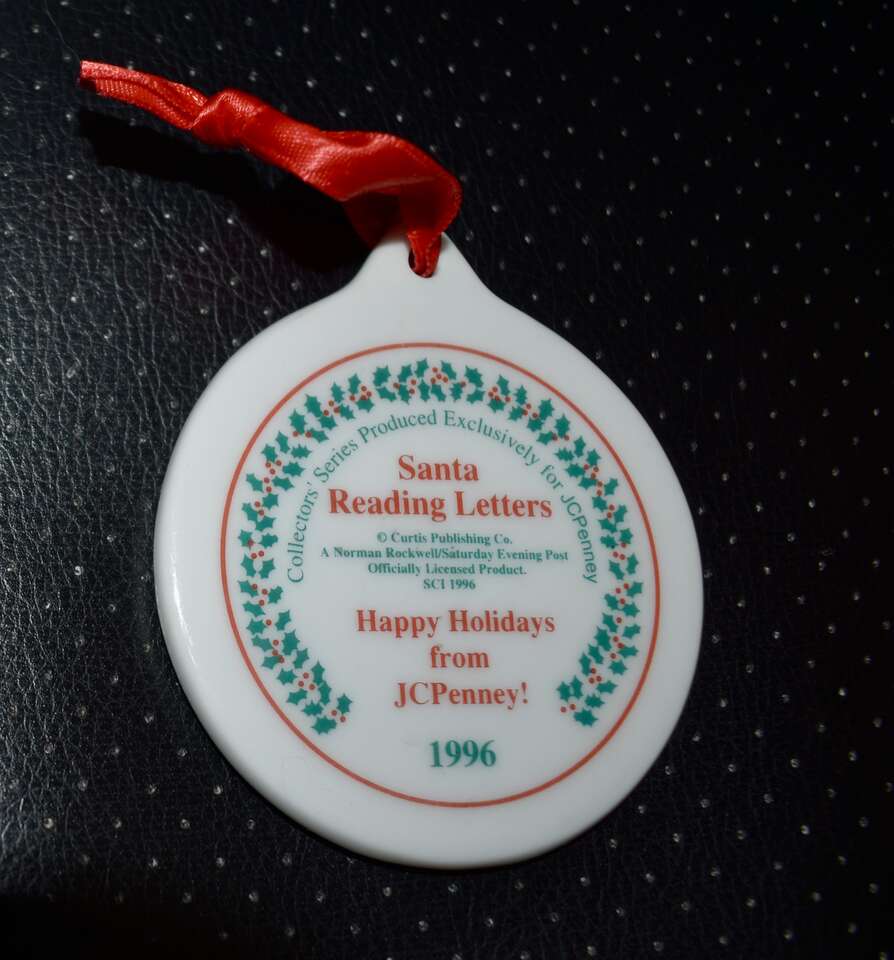 Collectors' Series Produced Exclusively for JCPenney
Santa
Reading Letters
© Curtis Publishing Co.
A Norman Rockwell/Saturday Evening Post
Officially Licensed Product.
SCI 1996
Happy Holidays
from
JCPenney!
1996